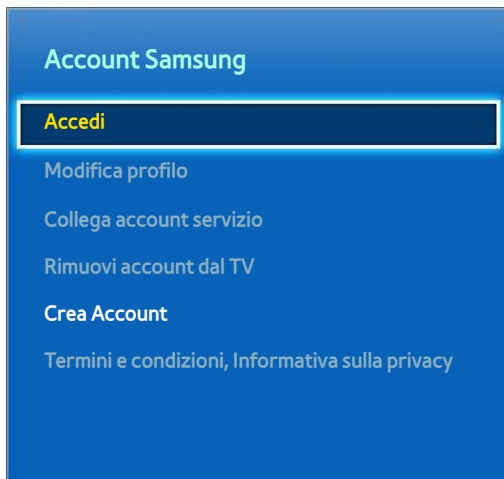 Account Samsung
Accedi
Modifica profilo
Collega account servizio
Rimuovi account dal TV
Crea Account
Termini e condizioni, Informativa sulla privacy